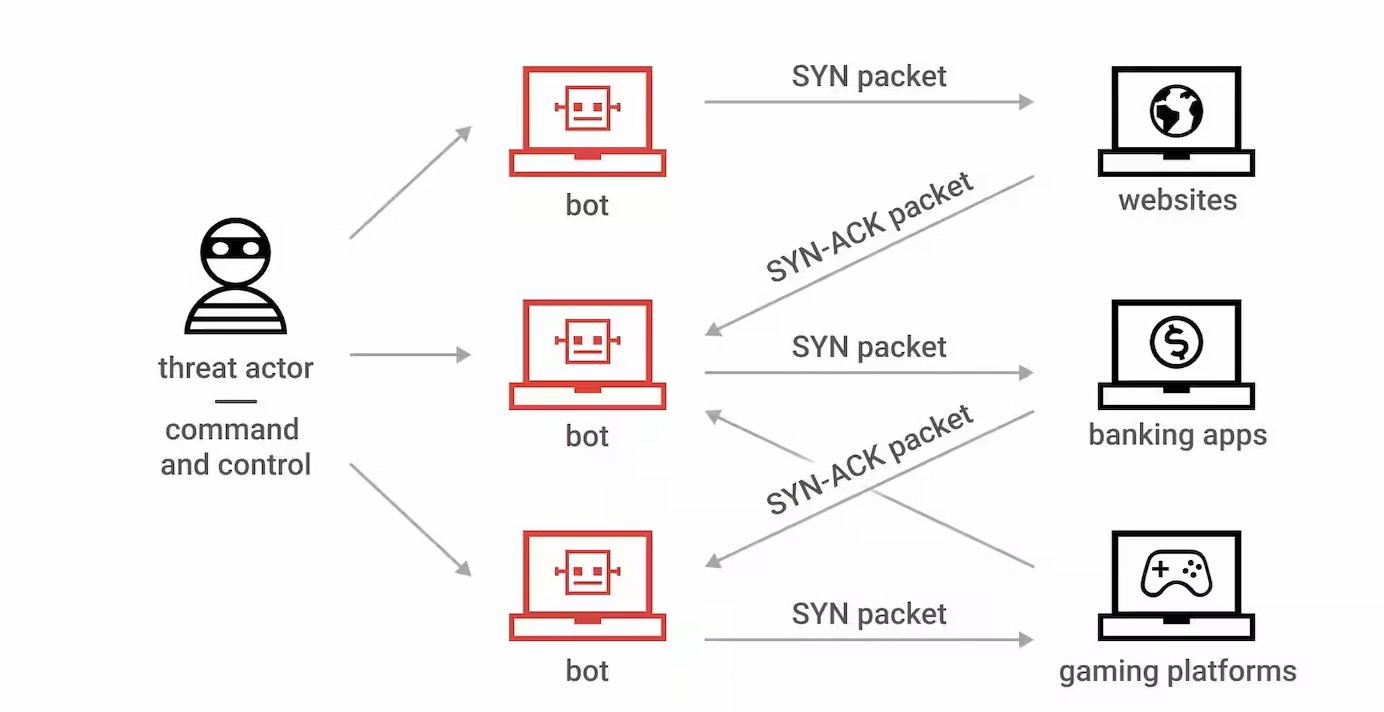 SYN packet
bot
websites
SYN-ACK packet
threat actor
command
and control
SYN packet
bot
banking apps
SYN-ACK packet
SYN packet
bot
gaming platforms